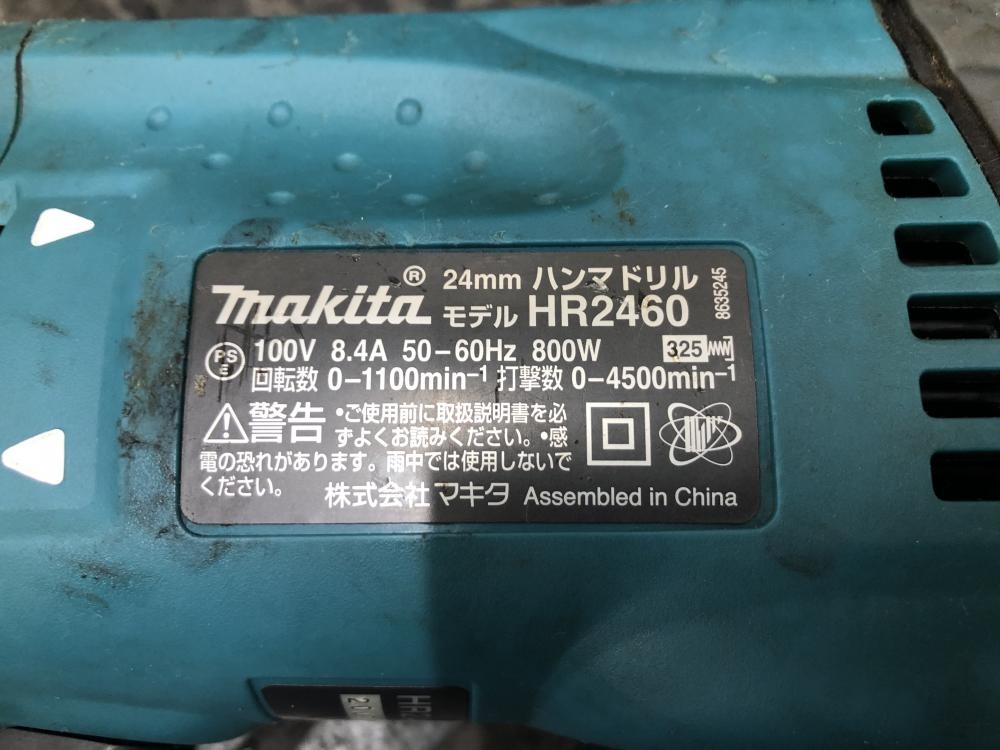 makita®
24mm ハンマドリル
モデル HR2460
8635245
PS
E
100V 8.4A 50-60Hz 800W
325
回転数 0-1100min⁻¹ 打撃数 0-4500min⁻¹
警告 •ご使用前に取扱説明書を必
ずよくお読みください。•感
電の恐れがあります。雨中では使用しないで
ください。
株式会社マキタ Assembled in China